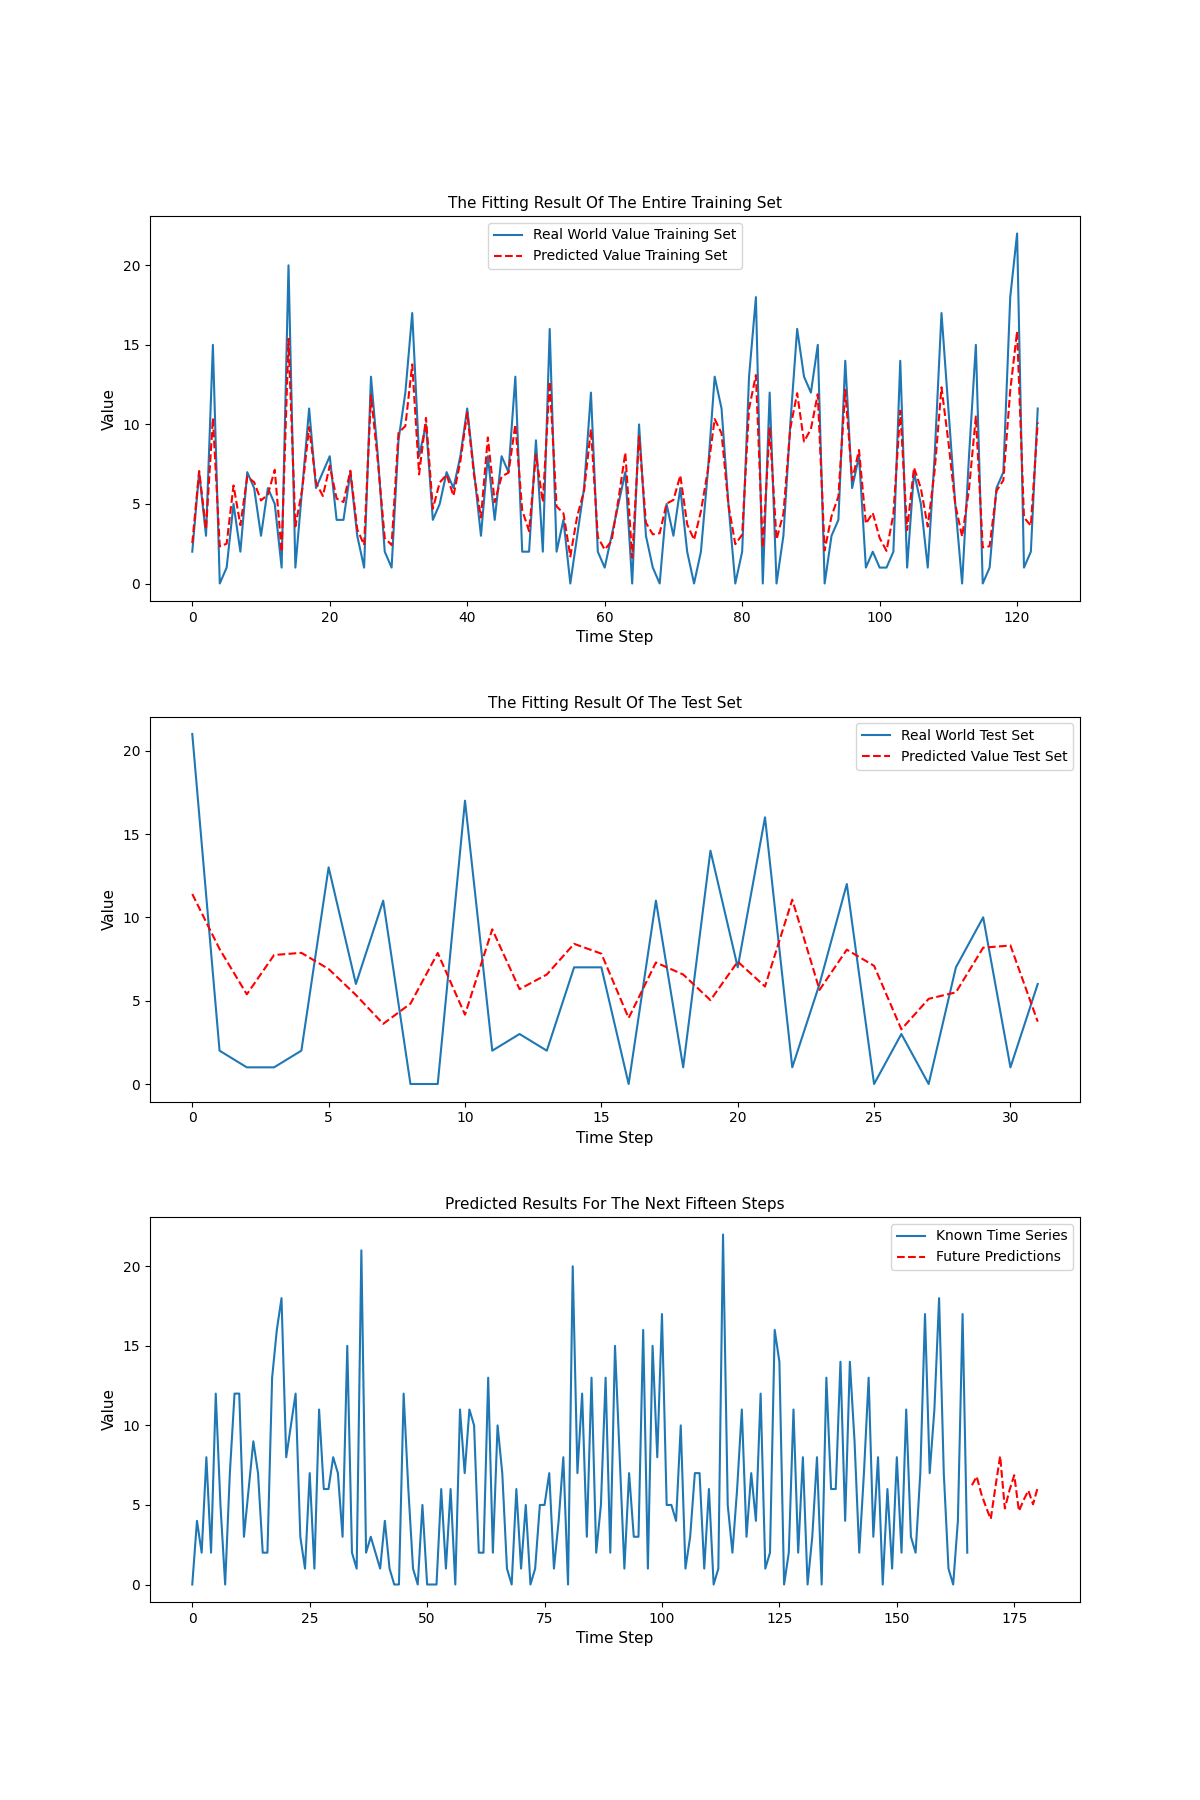 The Fitting Result Of The Entire Training Set
Real World Value Training Set
Predicted Value Training Set
Value
20
15
10
5
0
0 20 40 60 80 100 120
Time Step
The Fitting Result Of The Test Set
Real World Test Set
Predicted Value Test Set
Value
20
15
10
5
0
0 5 10 15 20 25 30
Time Step
Predicted Results For The Next Fifteen Steps
Known Time Series
Future Predictions
Value
20
15
10
5
0
0 25 50 75 100 125 150 175
Time Step